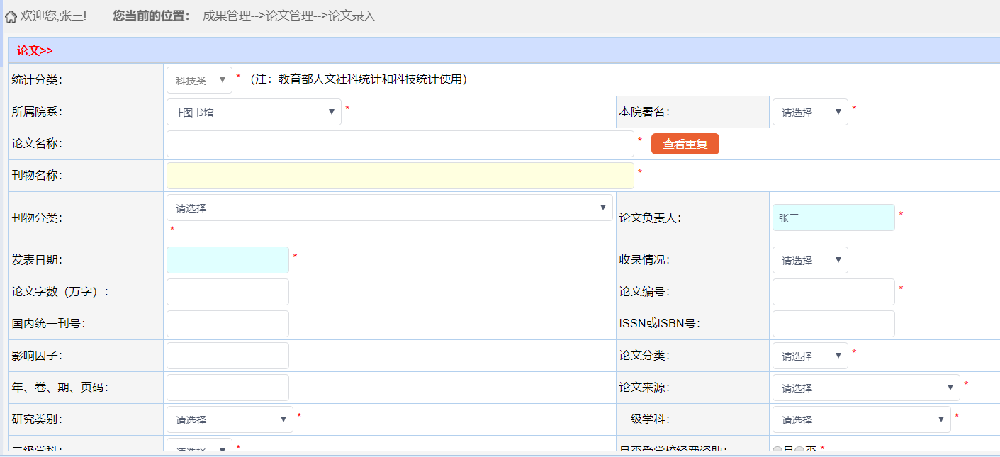 欢迎您,张三! 您当前的位置: 成果管理-->论文管理-->论文录入
论文>>
统计分类: 科技类 ▼ * (注: 教育部人文社科统计和科技统计使用)
所属院系: 图书馆 ▼ * 本院署名: 请选择 ▼ *
论文名称: * 查看重复
刊物名称: *
刊物分类: 请选择 ▼ * 论文负责人: 张三 *
发表日期: * 收录情况: 请选择 ▼
论文字数（万字）: 论文编号: *
国内统一刊号: ISSN或ISBN号:
影响因子: 论文分类: 请选择 ▼ *
年、卷、期、页码: 论文来源: 请选择 ▼ *
研究类别: 请选择 ▼ * 一级学科: 请选择 ▼ *
二级学科: 请选择 ▼ * 是否受学校经费资助: 是 否 *